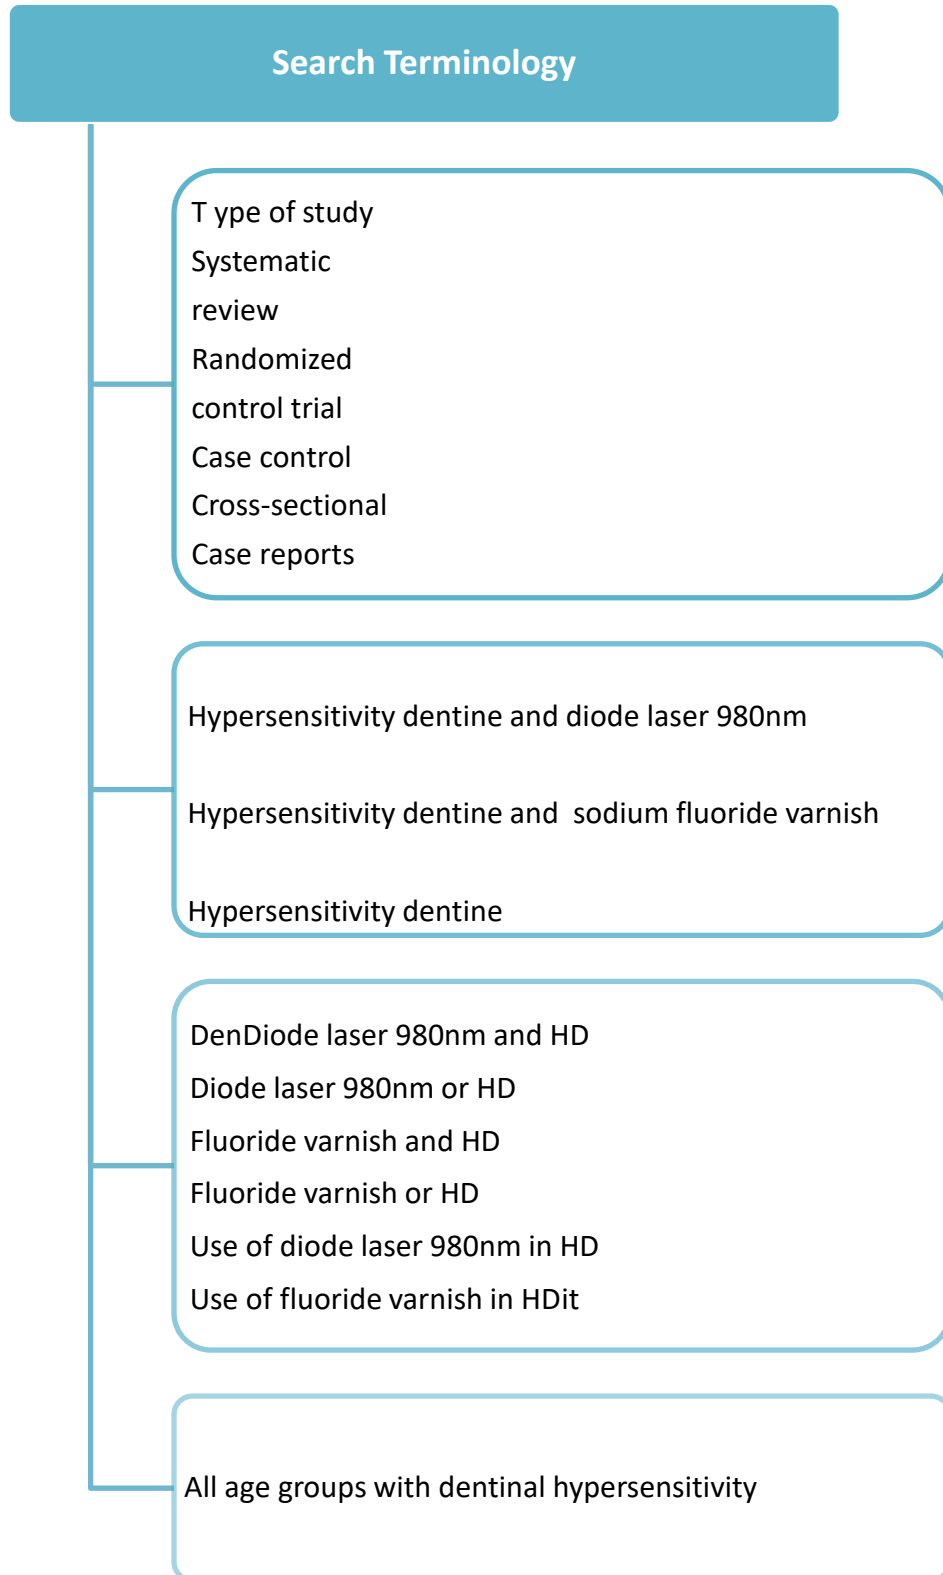 Search Terminology
T ype of study
Systematic
review
Randomized
control trial
Case control
Cross-sectional
Case reports
Hypersensitivity dentine and diode laser 980nm
Hypersensitivity dentine and  sodium fluoride varnish
Hypersensitivity dentine
DenDiode laser 980nm and HD
Diode laser 980nm or HD
Fluoride varnish and HD
Fluoride varnish or HD
Use of diode laser 980nm in HD
Use of fluoride varnish in HDit
All age groups with dentinal hypersensitivity